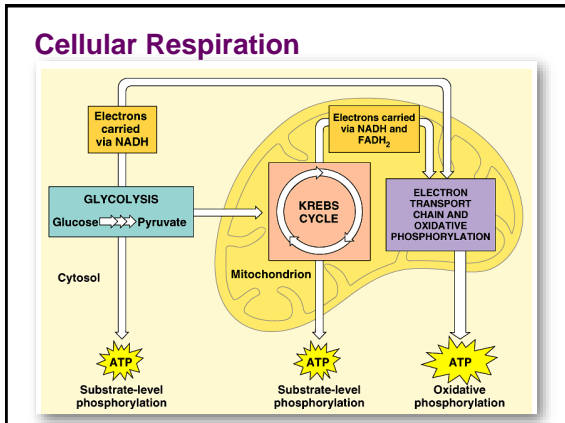 Cellular Respiration
Electrons
carried
via NADH
Electrons carried
via NADH and
FADH₂
GLYCOLYSIS
Glucose Pyruvate
KREBS
CYCLE
ELECTRON
TRANSPORT
CHAIN AND
OXIDATIVE
PHOSPHORYLATION
Cytosol
Mitochondrion
ATP
Substrate-level
phosphorylation
ATP
Substrate-level
phosphorylation
ATP
Oxidative
phosphorylation